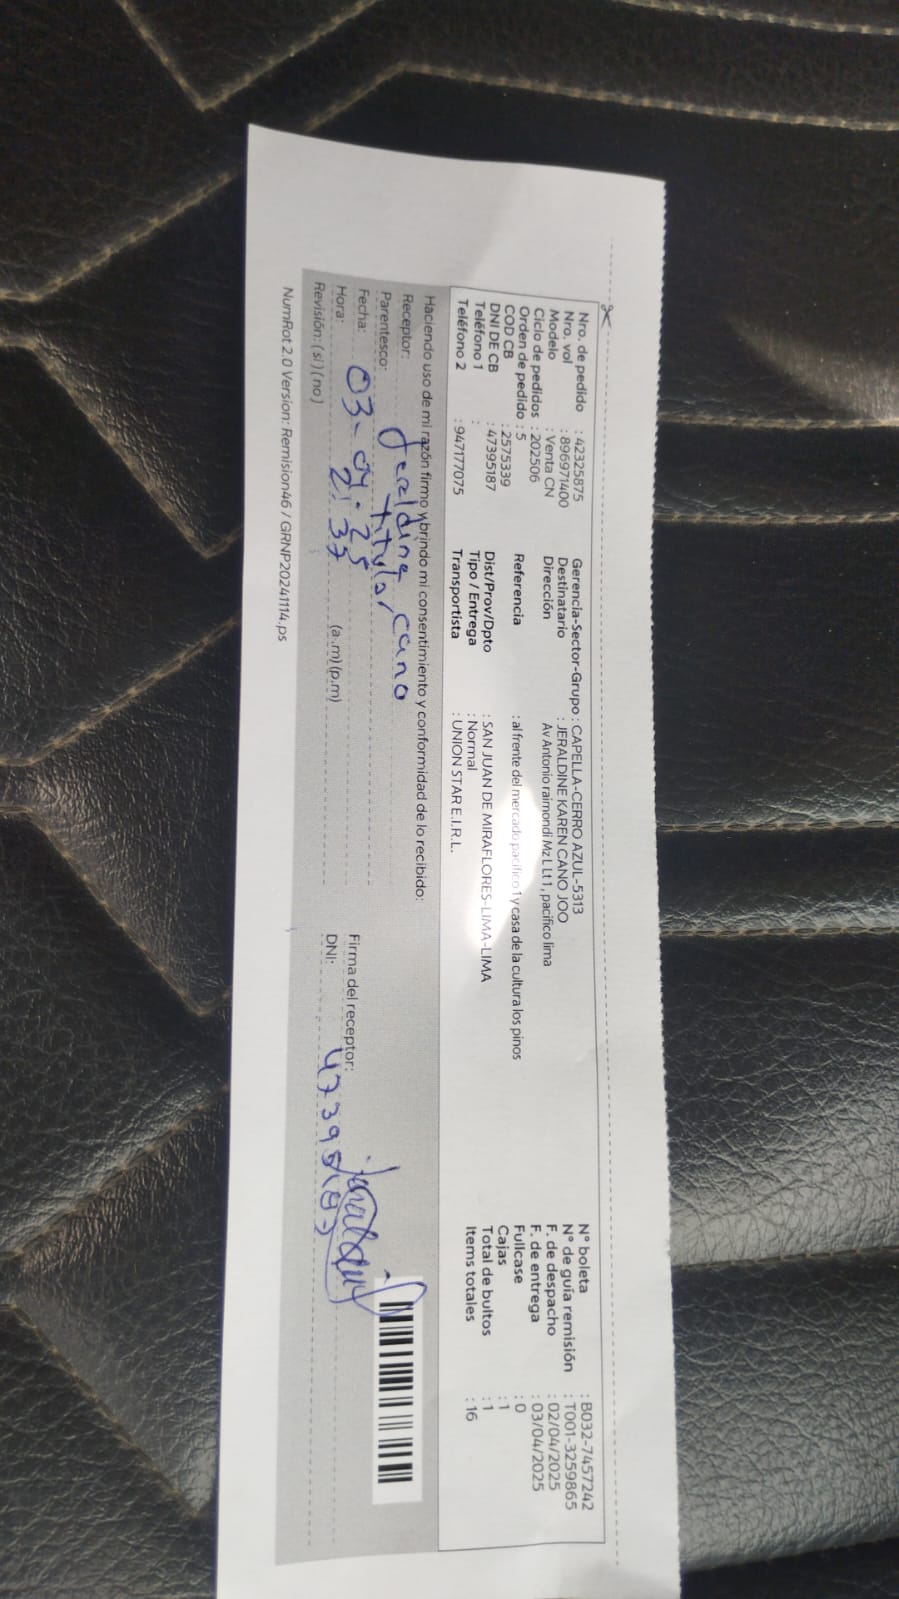 Nro. de pedido : 42325875
Nro. vol : 896971400
Modelo : Venta CN
Ciclo de pedidos : 202506
Orden de pedido : 5
COD CB : 2575339
DNI DE CB : 47395187
Teléfono 1 :
Teléfono 2 : 947177075
Gerencia-Sector-Grupo : CAPELLA-CERRO AZUL-5313
Destinatario : JERALDINE KAREN CANO JOO
Dirección Av Antonio raimondi Mz L Lt 1, pacifico lima
Referencia : al frente del mercado pacifico 1 y casa de la cultura los pinos
Dist/Prov/Dpto : SAN JUAN DE MIRAFLORES-LIMA-LIMA
Tipo / Entrega : Normal
Transportista : UNION STAR E.I.R.L.
N° boleta : B032-7457242
N° de guía remisión : T001-3259865
F. de despacho : 02/04/2025
F. de entrega : 03/04/2025
Fullcase : 0
Cajas : 1
Total de bultos : 1
Items totales : 16
Haciendo uso de mi razón firmo y brindo mi consentimiento y conformidad de lo recibido:
Receptor: Jeraldine cano
Parentesco: titular
Fecha: 03-04-25
Hora: 2:37 (a.m) (p.m)
Revisión: ( si ) ( no )
Firma del receptor: Jeraldine
DNI: 47395187
NumRot 2.0 Version: Remision46 / GRNP20241114.ps